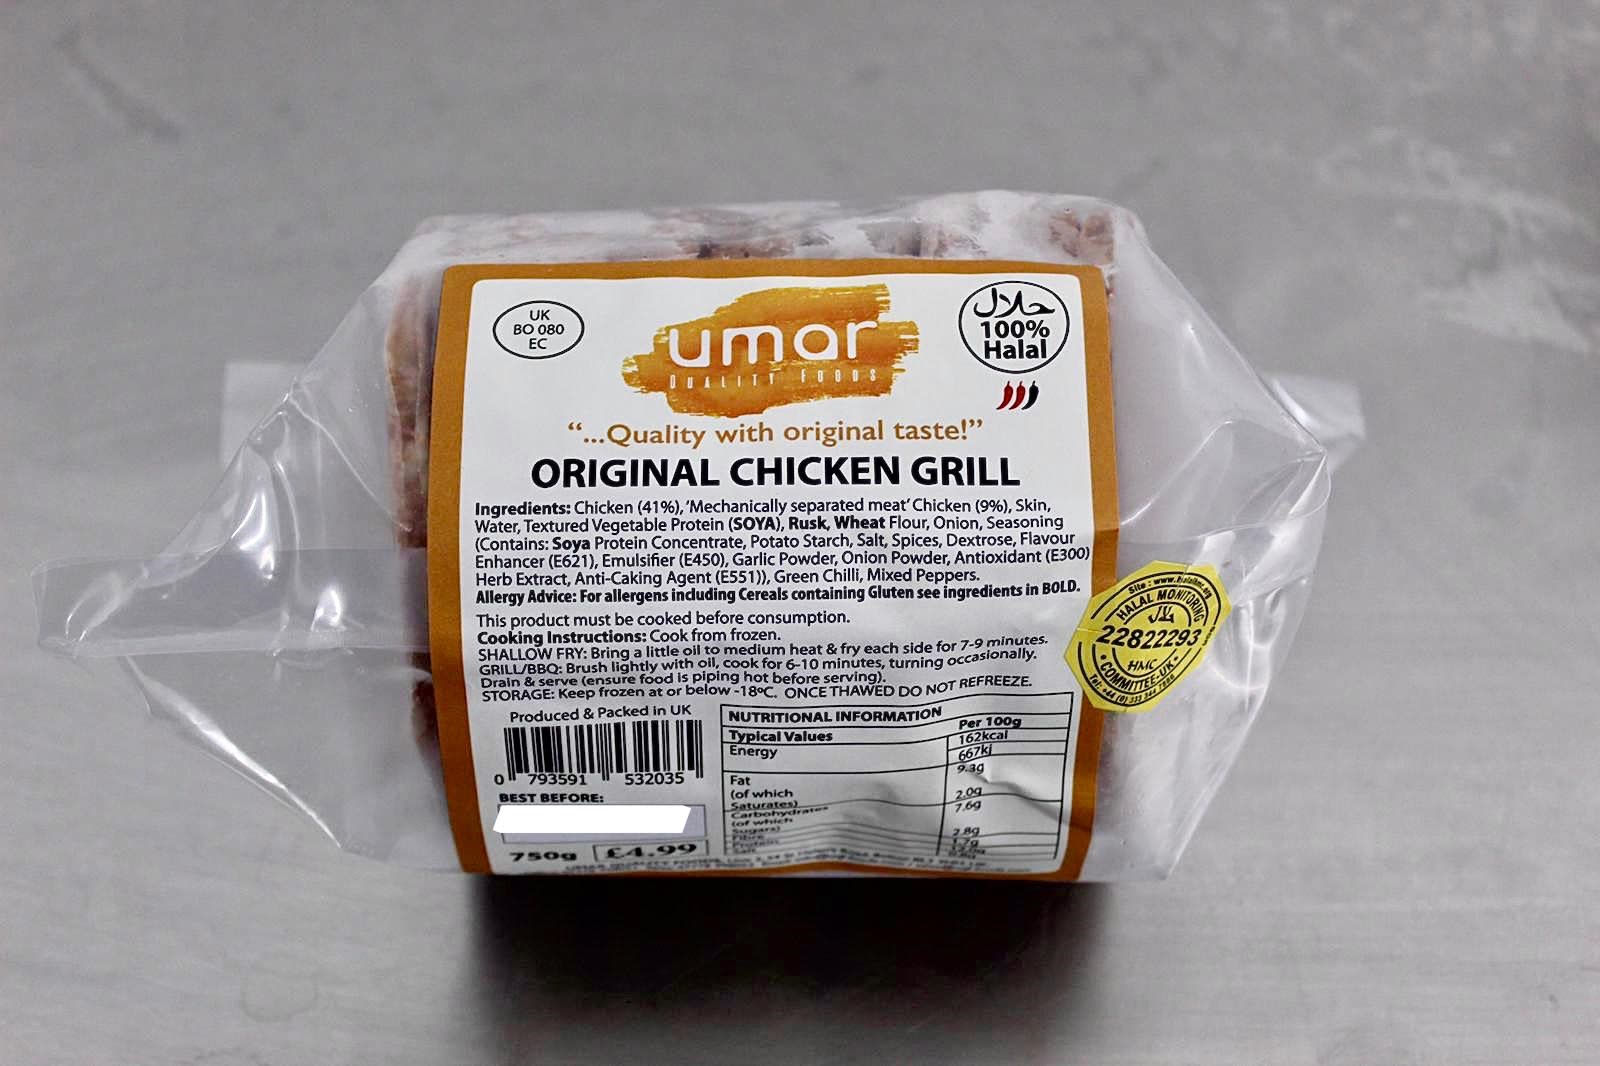 UK
BO 080
EC
umar
QUALITY FOODS
حلال
100%
Halal
“...Quality with original taste!”
ORIGINAL CHICKEN GRILL
Ingredients: Chicken (41%), ‘Mechanically separated meat’ Chicken (9%), Skin,
Water, Textured Vegetable Protein (SOYA), Rusk, Wheat Flour, Onion, Seasoning
(Contains: Soya Protein Concentrate, Potato Starch, Salt, Spices, Dextrose, Flavour
Enhancer (E621), Emulsifier (E450), Garlic Powder, Onion Powder, Antioxidant (E300)
Herb Extract, Anti-Caking Agent (E551)), Green Chilli, Mixed Peppers.
Allergy Advice: For allergens including Cereals containing Gluten see ingredients in BOLD.
This product must be cooked before consumption.
Cooking Instructions: Cook from frozen.
SHALLOW FRY: Bring a little oil to medium heat & fry each side for 7-9 minutes.
GRILL/BBQ: Brush lightly with oil, cook for 6-10 minutes, turning occasionally.
Drain & serve (ensure food is piping hot before serving).
STORAGE: Keep frozen at or below -18ºC. ONCE THAWED DO NOT REFREEZE.
Produced & Packed in UK
0 793591 532035
BEST BEFORE:
750g £4.99
NUTRITIONAL INFORMATION
Typical Values Per 100g
Energy 162kcal
667kj
Fat 9.3g
(of which
Saturates) 2.0g
Carbohydrates 7.6g
(of which
Sugars) 2.8g
Fibre 1.7g
Protein
Salt
UMAR QUALITY FOODS
Site : www.halalhmc.org
HALAL MONITORING
حلال
22822293
HMC
COMMITTEE-UK